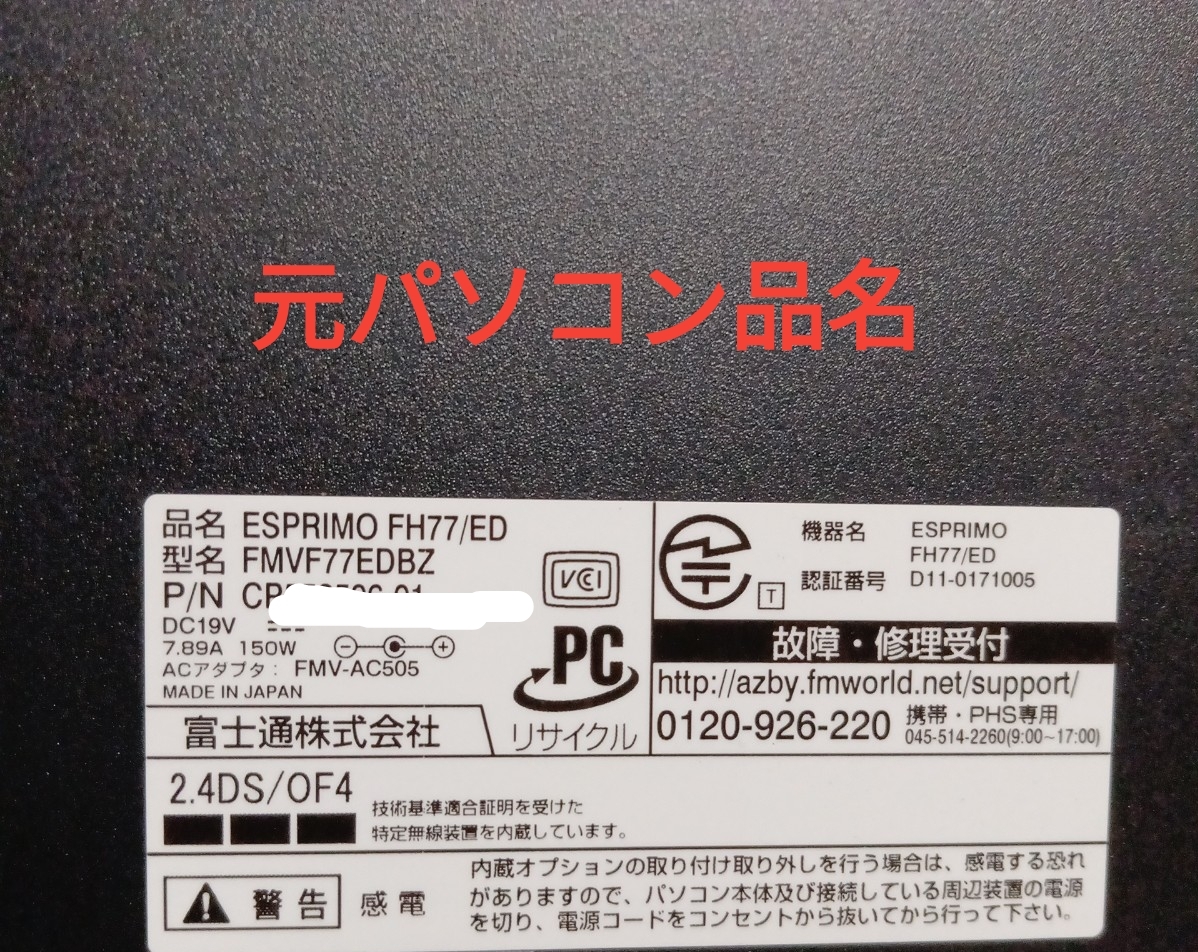 元パソコン品名
品名 ESPRIMO FH77/ED
型名 FMVF77EDBZ
P/N
DC19V
7.89A 150W
ACアダプタ: FMV-AC505
MADE IN JAPAN
富士通株式会社
VCCI
PC
リサイクル
機器名 ESPRIMO
FH77/ED
T 認証番号 D11-0171005
故障・修理受付
http://azby.fmworld.net/support/
0120-926-220 携帯・PHS専用
045-514-2260(9:00~17:00)
2.4DS/OF4
技術基準適合証明を受けた
特定無線装置を内蔵しています。
警告 感電
内蔵オプションの取り付け取り外しを行う場合は、感電する恐れ
がありますので、パソコン本体及び接続している周辺装置の電源
を切り、電源コードをコンセントから抜いてから行って下さい。